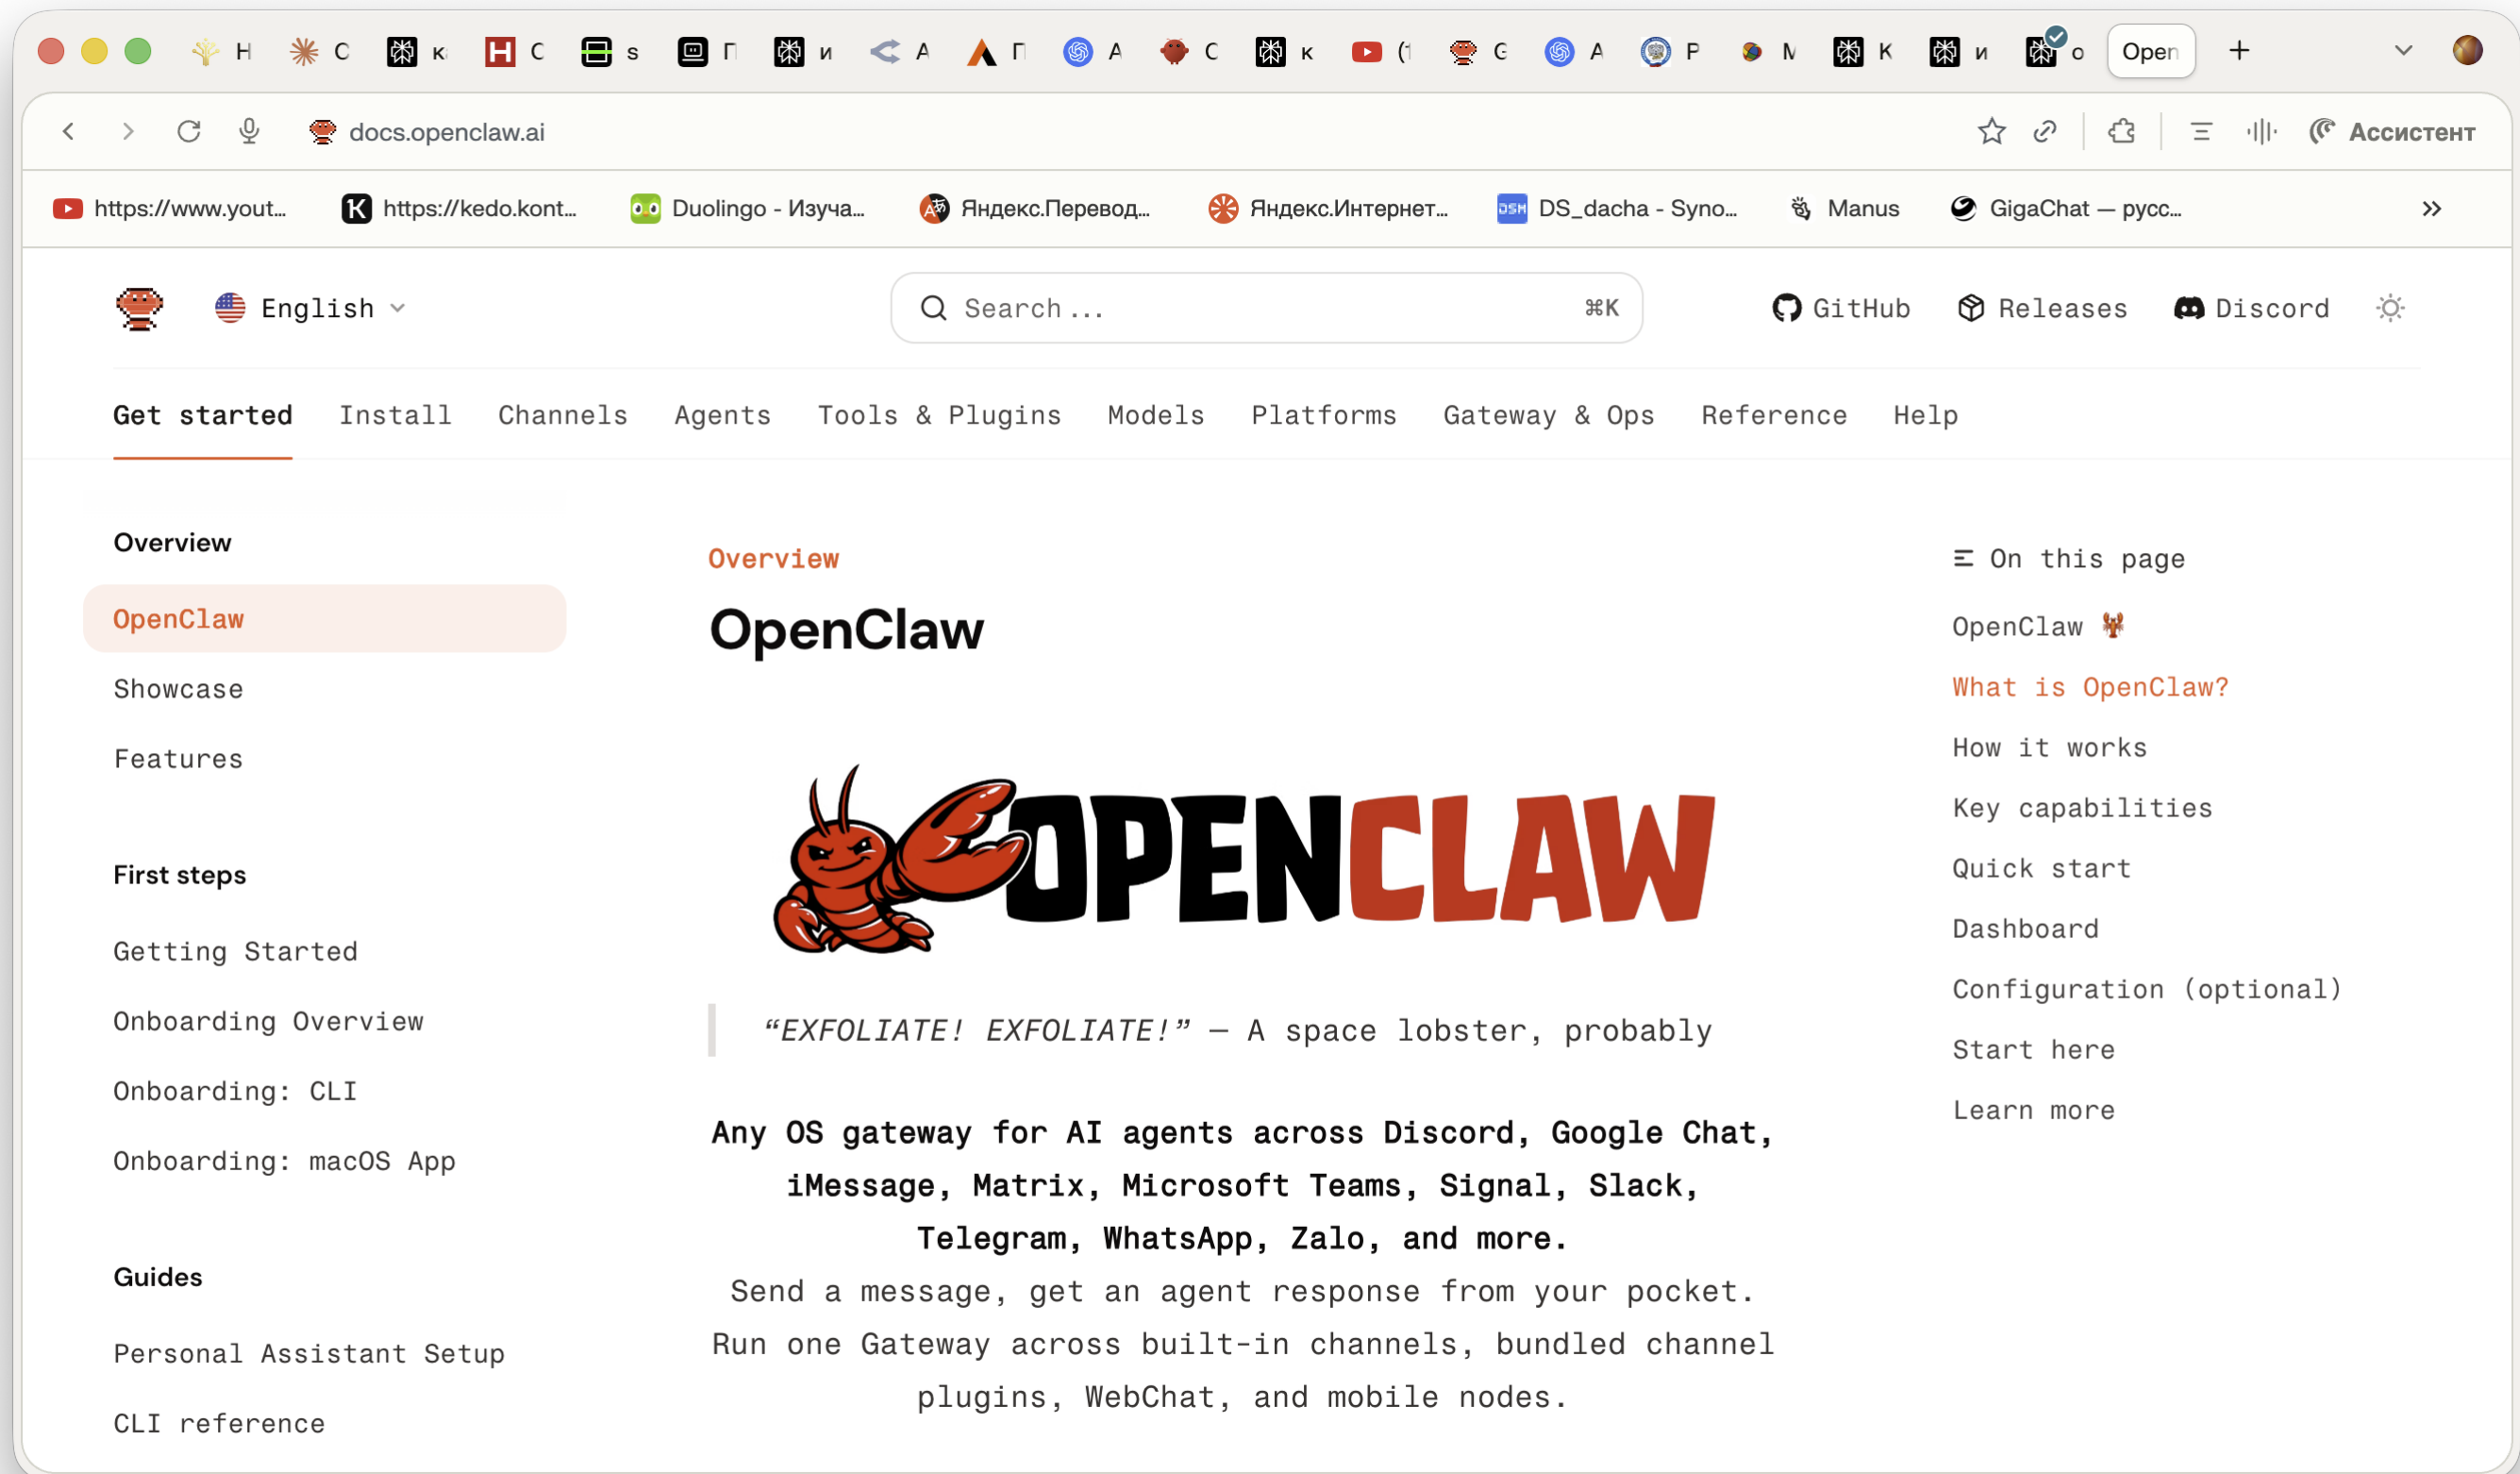 H
к
C
s
A
A
C
к
(1
A
P
K
и
Open
docs.openclaw.ai
Ассистент
https://www.yout...
https://kedo.kont...
Duolingo - Изуча...
Яндекс.Перевод...
Яндекс.Интернет...
DSM
DS_dacha - Syno...
Manus
GigaChat — русс...
English
Search...
⌘K
GitHub
Releases
Discord
Get started
Install
Channels
Agents
Tools & Plugins
Models
Platforms
Gateway & Ops
Reference
Help
Overview
OpenClaw
Showcase
Features
First steps
Getting Started
Onboarding Overview
Onboarding: CLI
Onboarding: macOS App
Guides
Personal Assistant Setup
CLI reference
Overview
OpenClaw
OPENCLAW
“EXFOLIATE! EXFOLIATE!” — A space lobster, probably
Any OS gateway for AI agents across Discord, Google Chat,
iMessage, Matrix, Microsoft Teams, Signal, Slack,
Telegram, WhatsApp, Zalo, and more.
Send a message, get an agent response from your pocket.
Run one Gateway across built-in channels, bundled channel
plugins, WebChat, and mobile nodes.
On this page
OpenClaw 🦞
What is OpenClaw?
How it works
Key capabilities
Quick start
Dashboard
Configuration (optional)
Start here
Learn more